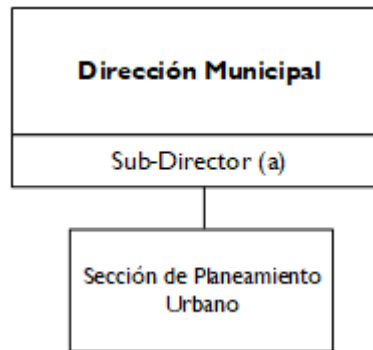 Dirección Municipal
Sub-Director (a)
Sección de Planeamiento
Urbano